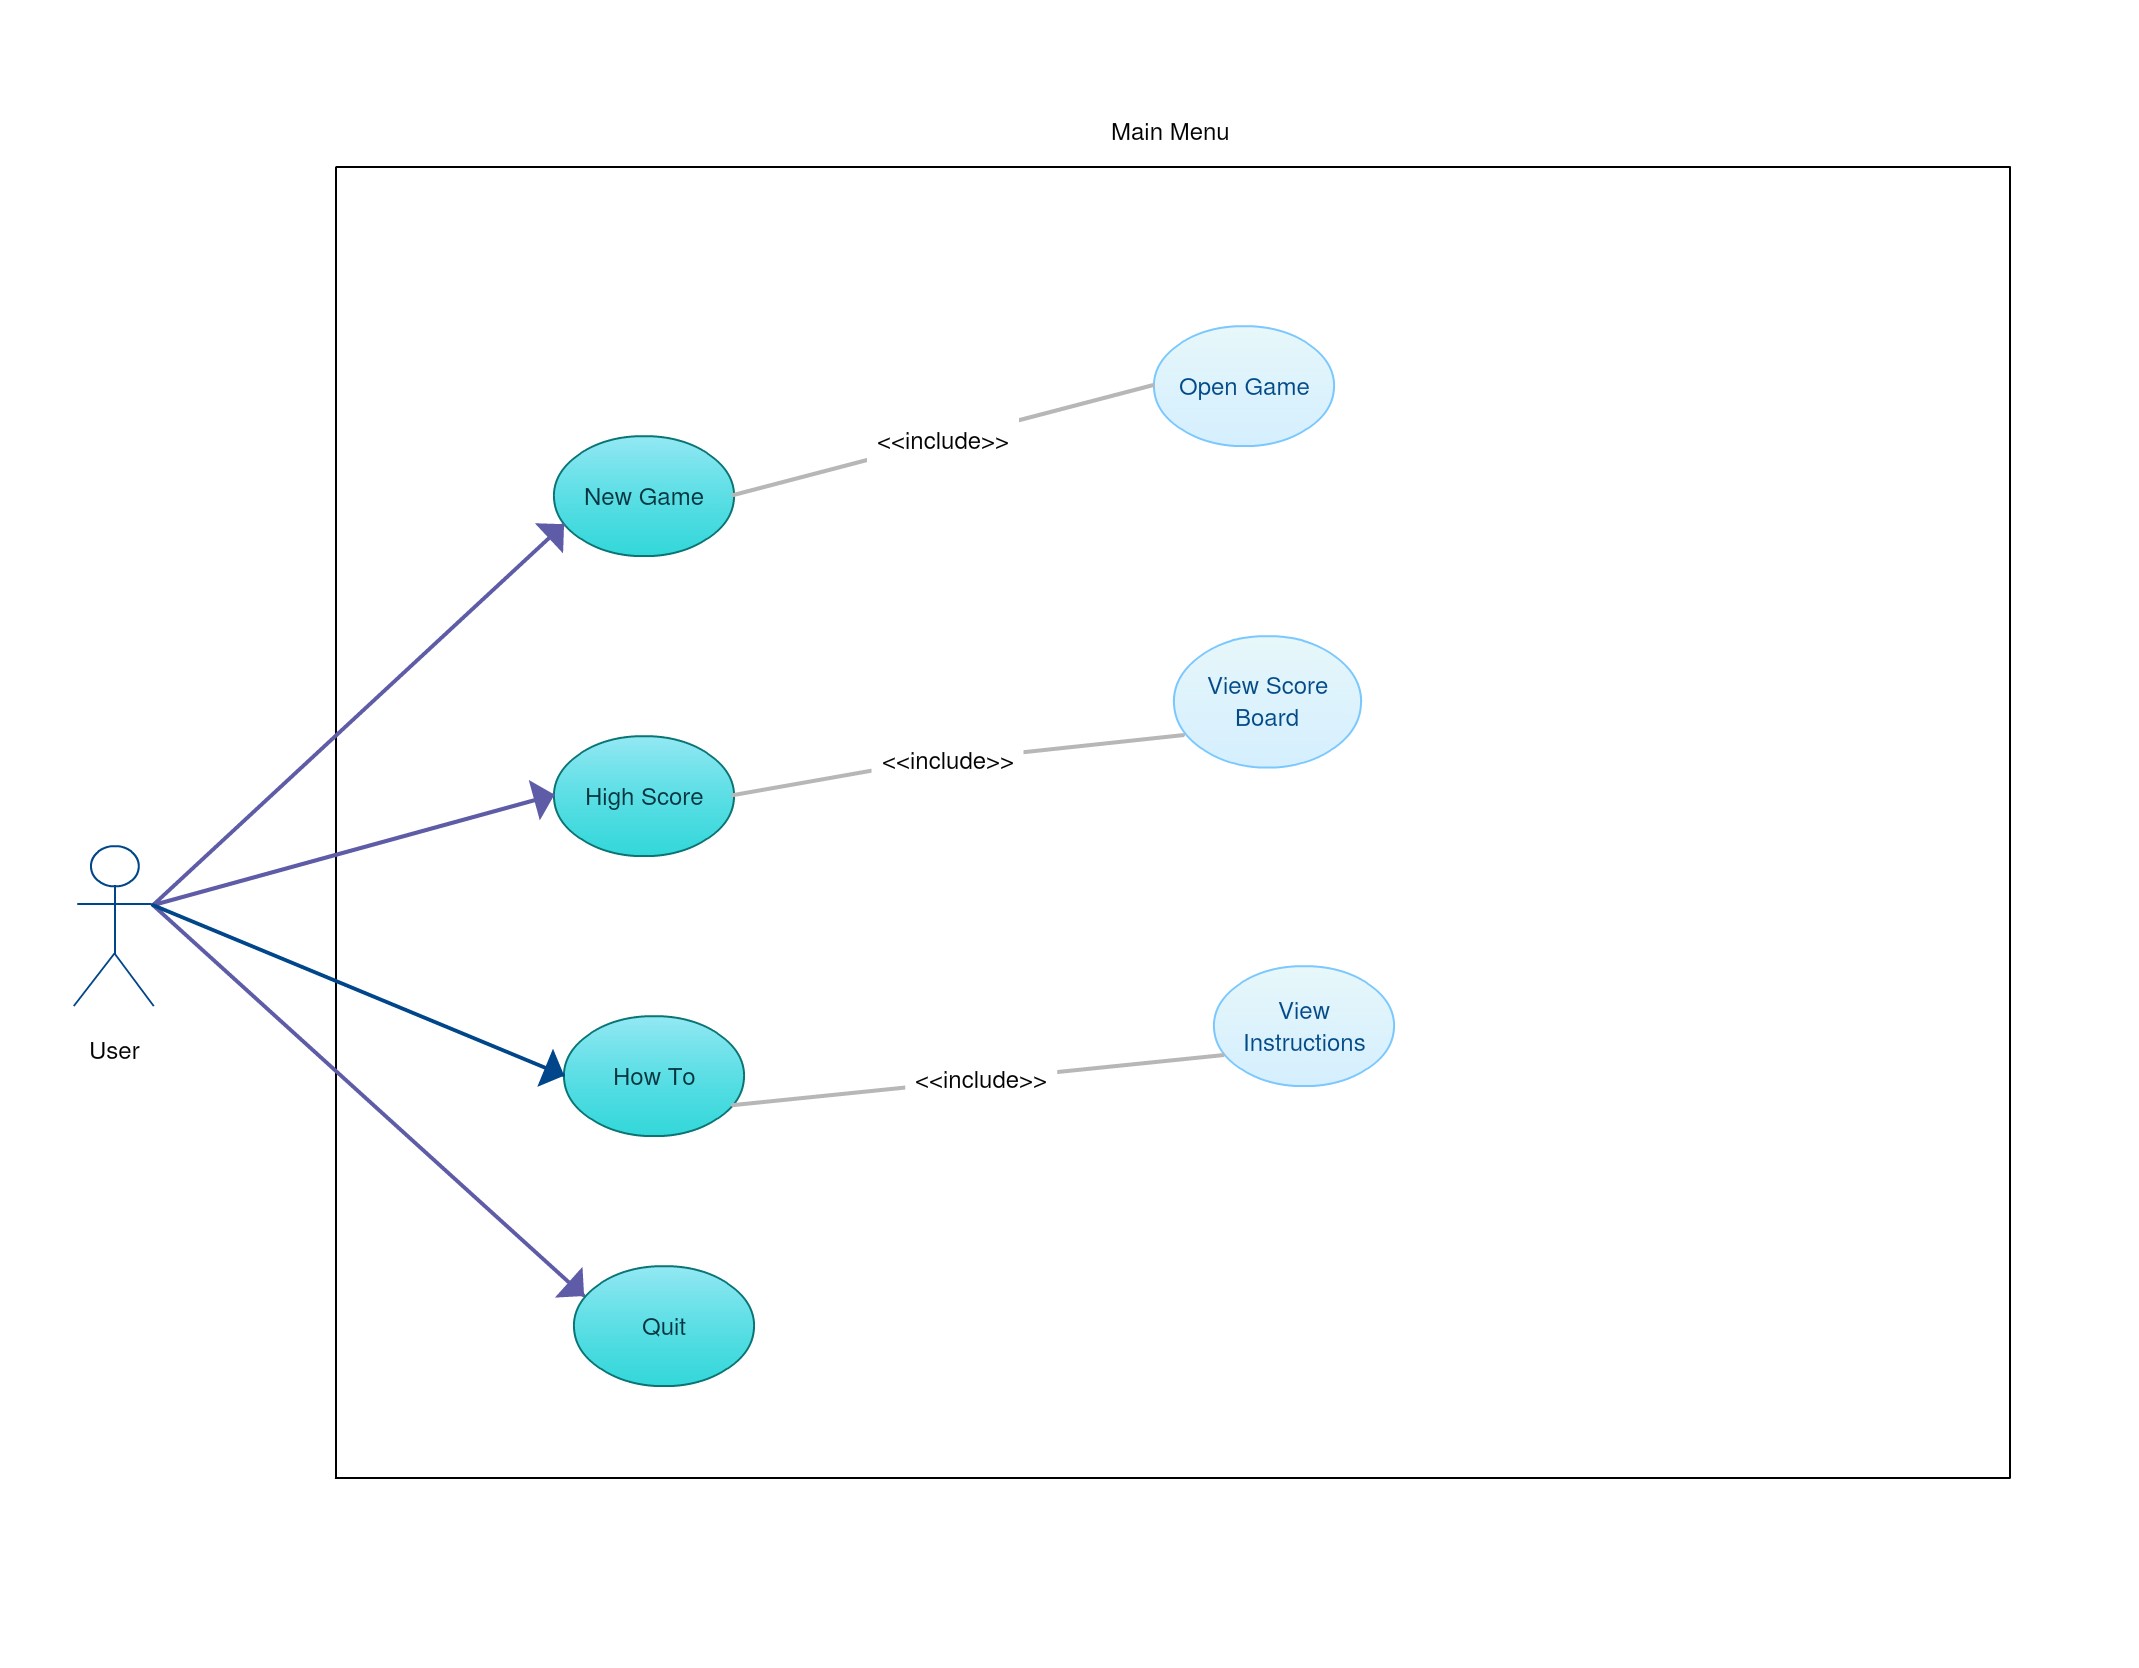 Main Menu
Open Game
<<include>>
New Game
View Score
Board
<<include>>
High Score
View
Instructions
User
How To
<<include>>
Quit